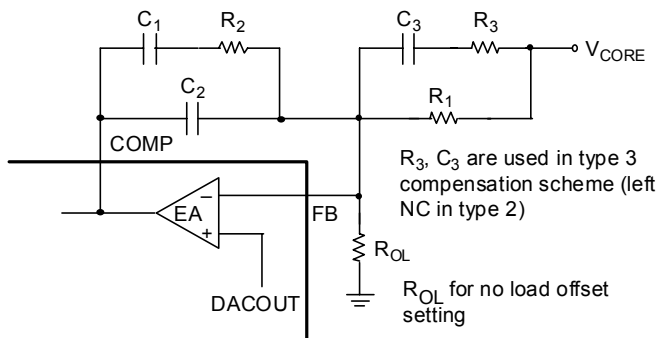 C1
R2
C3
R3
VCORE
C2
R1
COMP
R3, C3 are used in type 3
compensation scheme (left
NC in type 2)
EA
−
+
FB
ROL
DACOUT
ROL for no load offset
setting